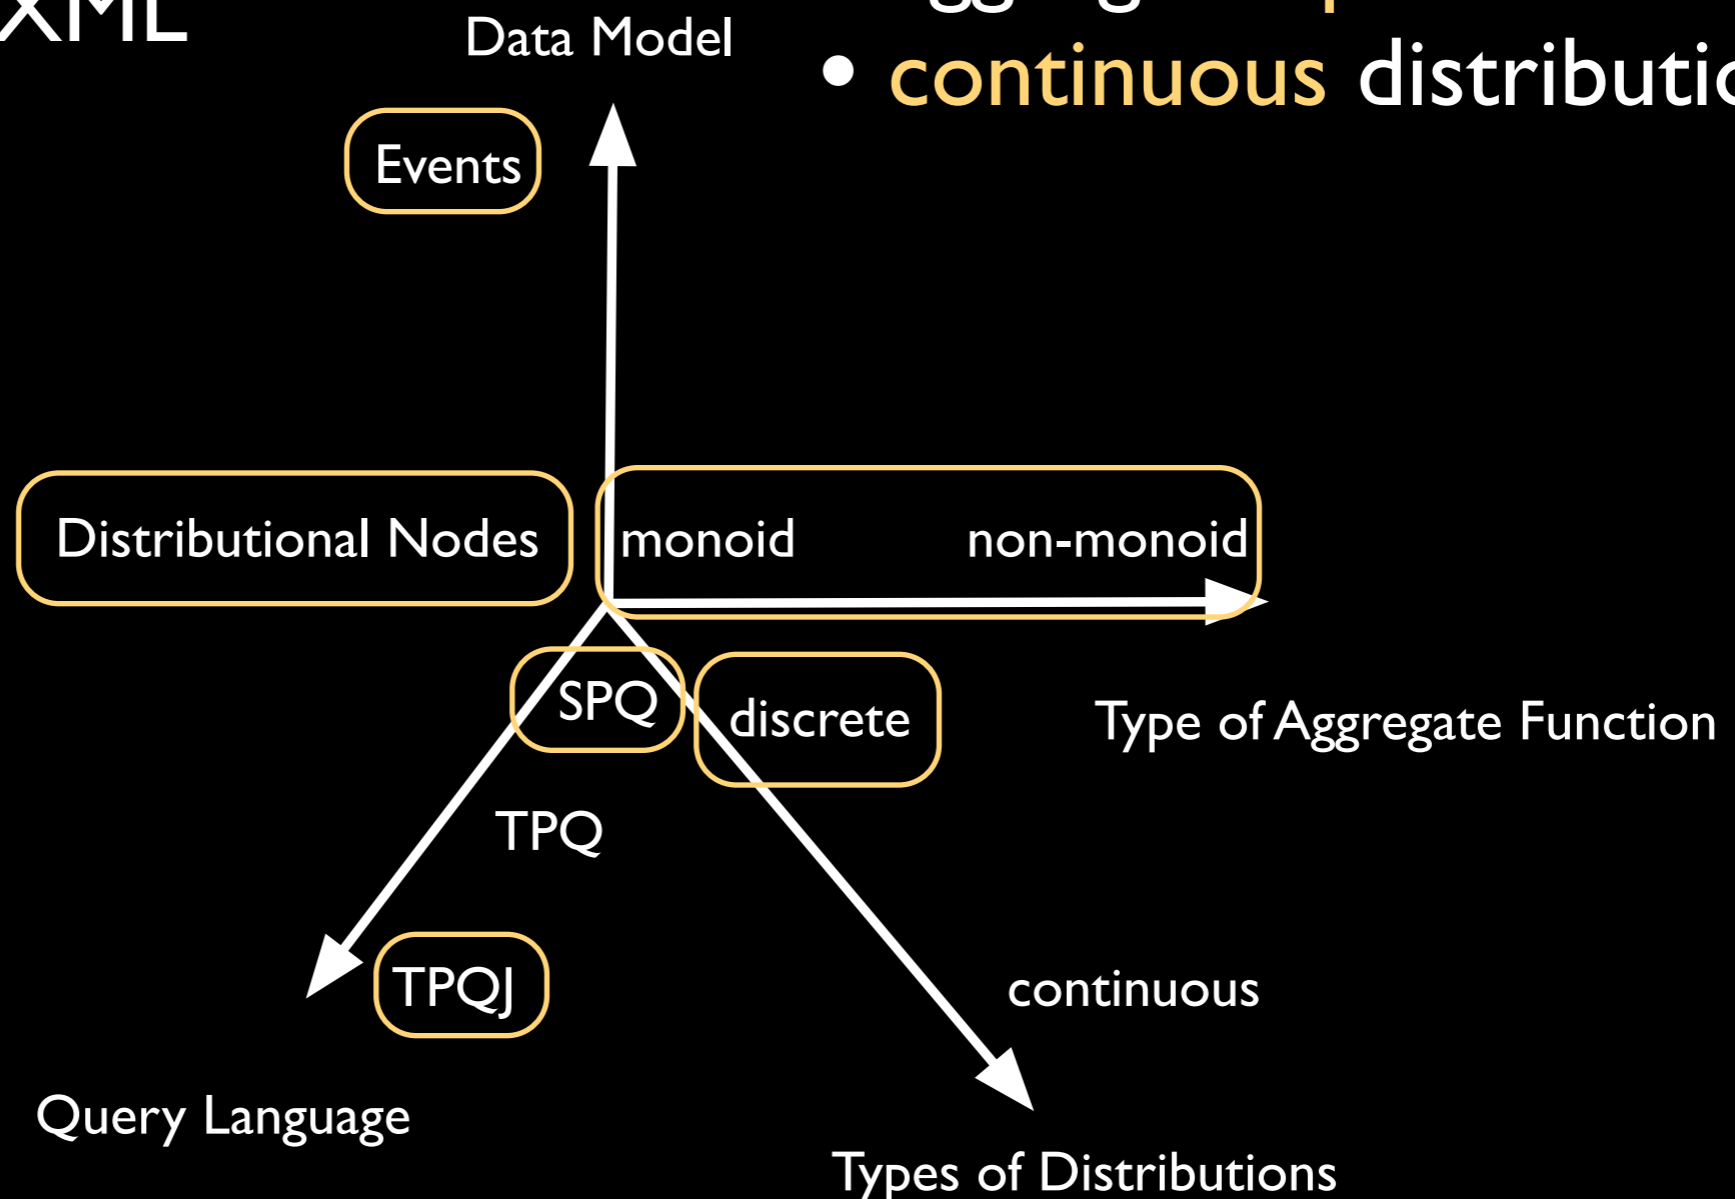 XML
Data Model
• continuous
Events
Distributional Nodes
monoid
non-monoid
SPQ
discrete
Type of Aggregate Function
TPQ
TPQJ
continuous
Query Language
Types of Distributions